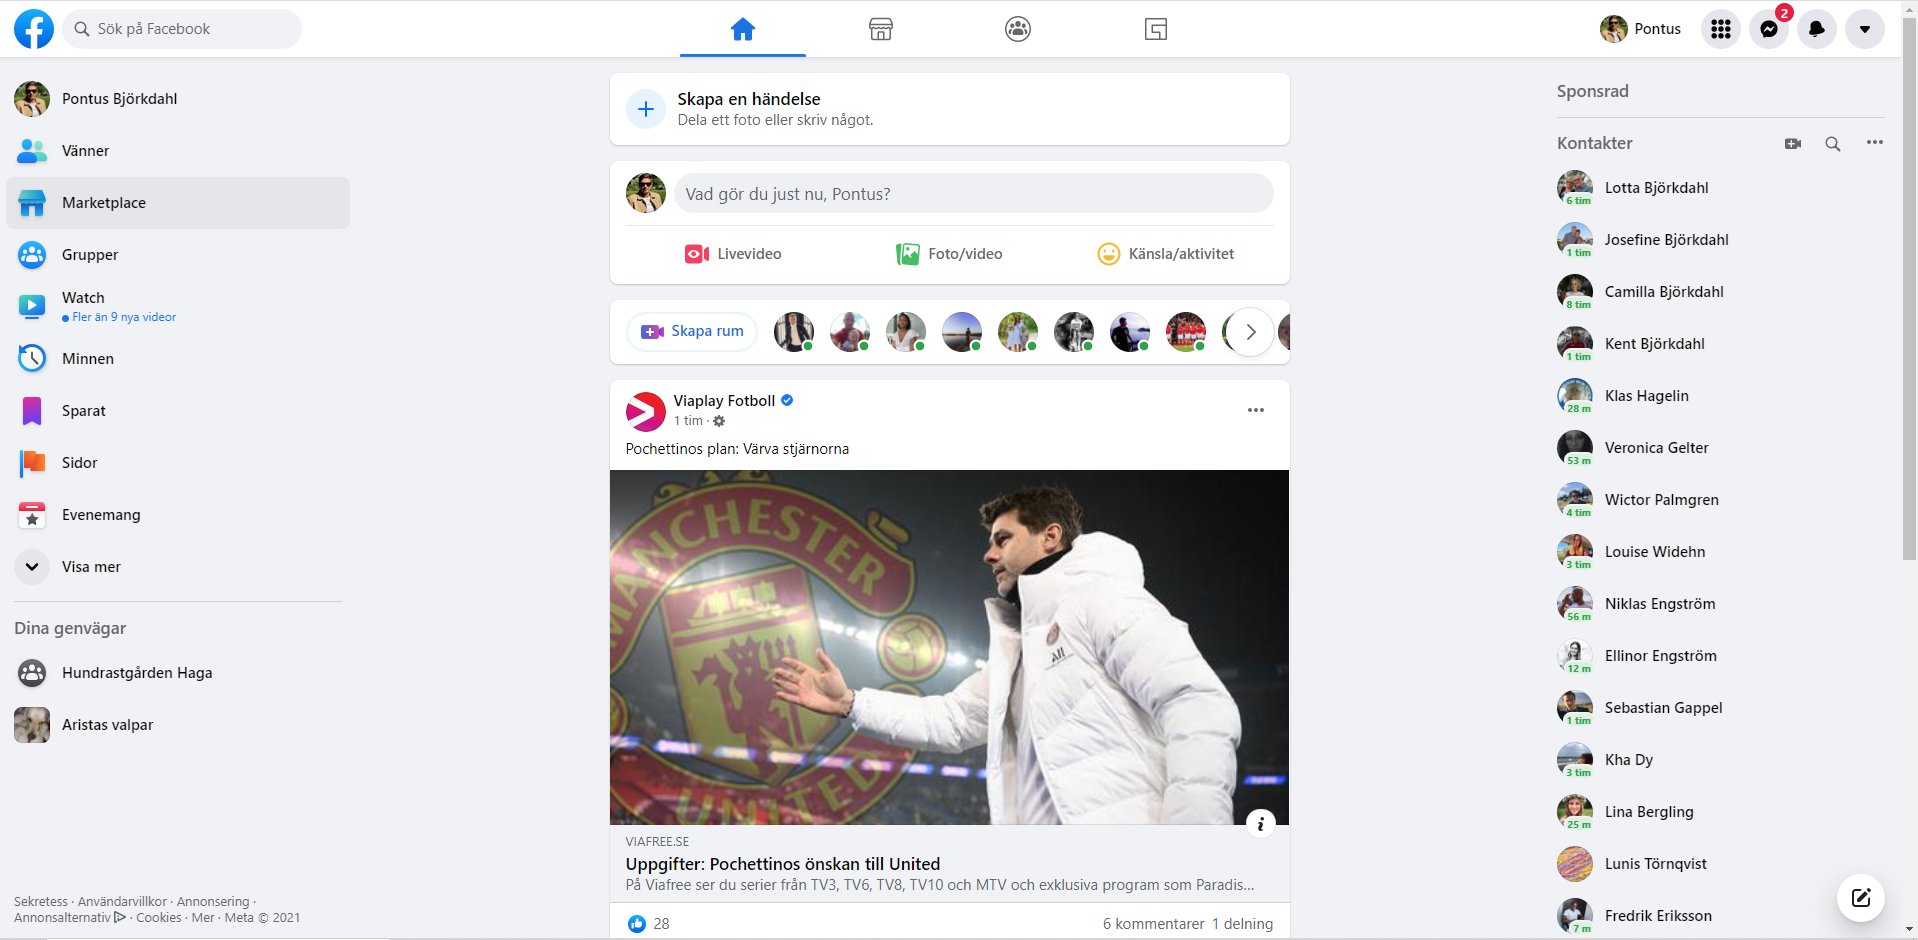 Sök på Facebook
Pontus
2
Pontus Björkdahl
Vänner
Marketplace
Grupper
Watch
Fler än 9 nya videor
Minnen
Sparat
Sidor
Evenemang
Visa mer
Dina genvägar
Hundrastgården Haga
Aristas valpar
Sekretess · Användarvillkor · Annonsering ·
Annonsalternativ · Cookies · Mer · Meta © 2021
Skapa en händelse
Dela ett foto eller skriv något.
Vad gör du just nu, Pontus?
Livevideo
Foto/video
Känsla/aktivitet
Skapa rum
Viaplay Fotboll
1 tim ·
Pochettinos plan: Värva stjärnorna
MANCHESTER
UNITED
VIAFREE.SE
Uppgifter: Pochettinos önskan till United
På Viafree ser du serier från TV3, TV6, TV8, TV10 och MTV och exklusiva program som Paradis...
28
6 kommentarer 1 delning
Sponsrad
Kontakter
Lotta Björkdahl
6 tim
Josefine Björkdahl
1 tim
Camilla Björkdahl
8 tim
Kent Björkdahl
1 tim
Klas Hagelin
28 m
Veronica Gelter
53 m
Wictor Palmgren
4 tim
Louise Widehn
3 tim
Niklas Engström
56 m
Ellinor Engström
12 m
Sebastian Gappel
1 tim
Kha Dy
3 tim
Lina Bergling
25 m
Lunis Törnqvist
Fredrik Eriksson
7 m